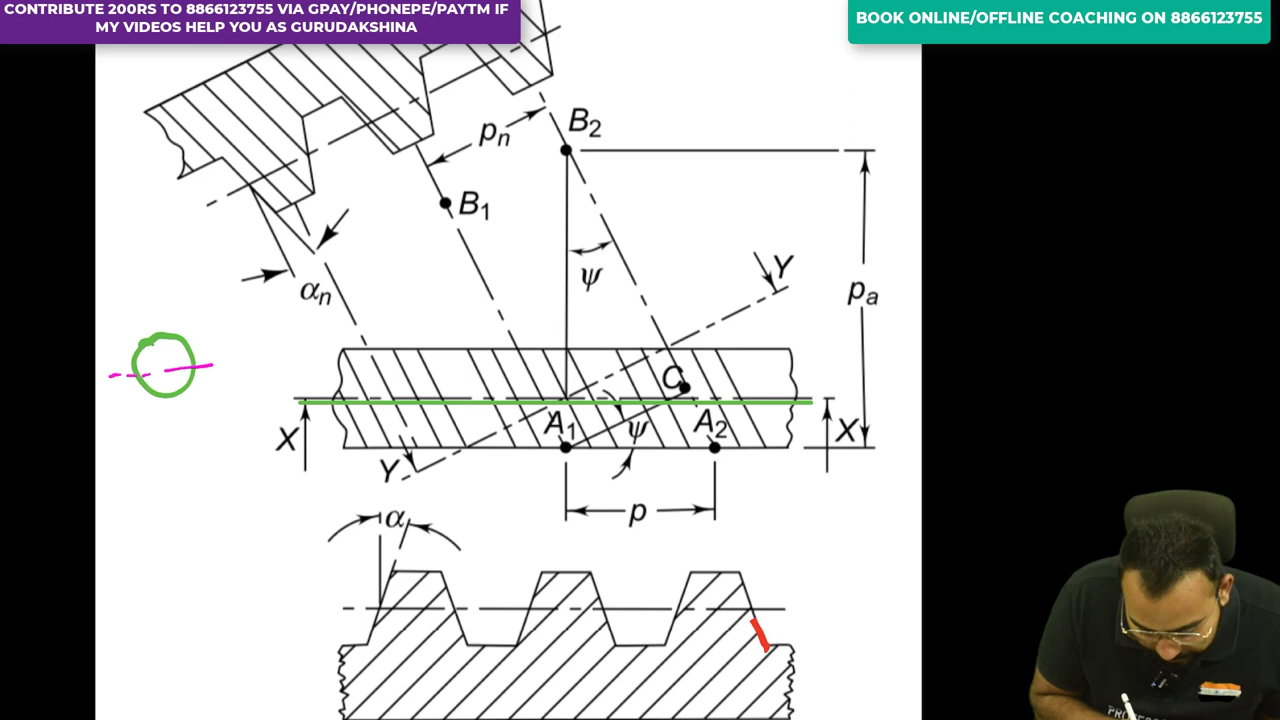 CONTRIBUTE 200RS TO 8866123755 VIA GPAY/PHONEPE/PAYTM IF
MY VIDEOS HELP YOU AS GURUDAKSHINA
BOOK ONLINE/OFFLINE COACHING ON 8866123755
pn
B2
B1
ψ
Y
αn
pa
C
A1
ψ
A2
X
X
Y
p
α